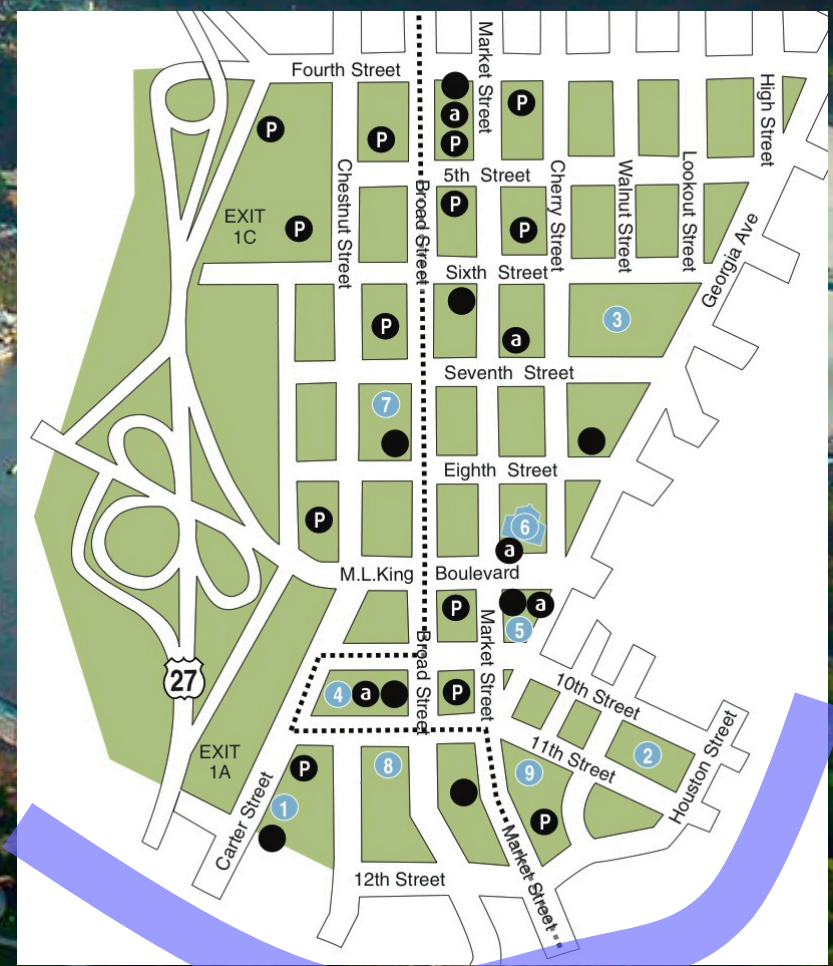 Fourth Street
Market Street
High Street
a
P
P
P
P
5th Street
Chestnut Street
Broad Street
Cherry Street
Walnut Street
Lookout Street
EXIT
1C
P
P
P
Georgia Ave
Sixth Street
P
a
3
Seventh Street
7
Eighth Street
P
6
a
M.L.King Boulevard
P
a
5
Broad Street
Market Street
27
4
a
P
10th Street
11th Street
2
Houston Street
EXIT
1A
P
8
9
Carter Street
1
P
Market Street
12th Street